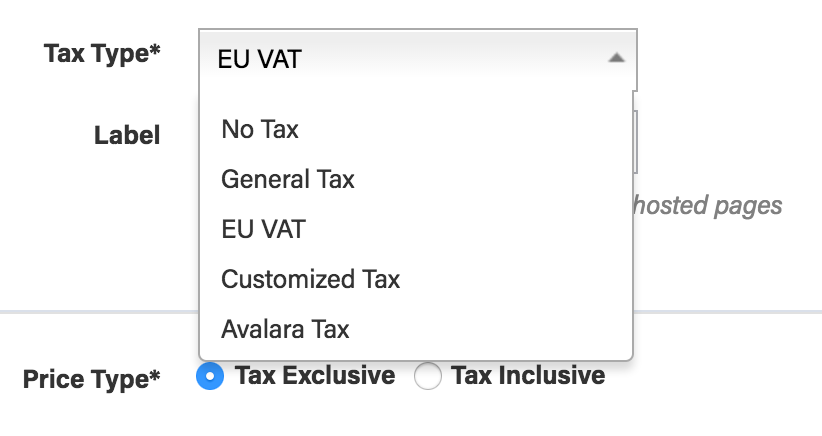 Tax Type*
EU VAT
No Tax
Label
General Tax
hosted pages
EU VAT
Customized Tax
Avalara Tax
Price Type*
Tax Exclusive
Tax Inclusive